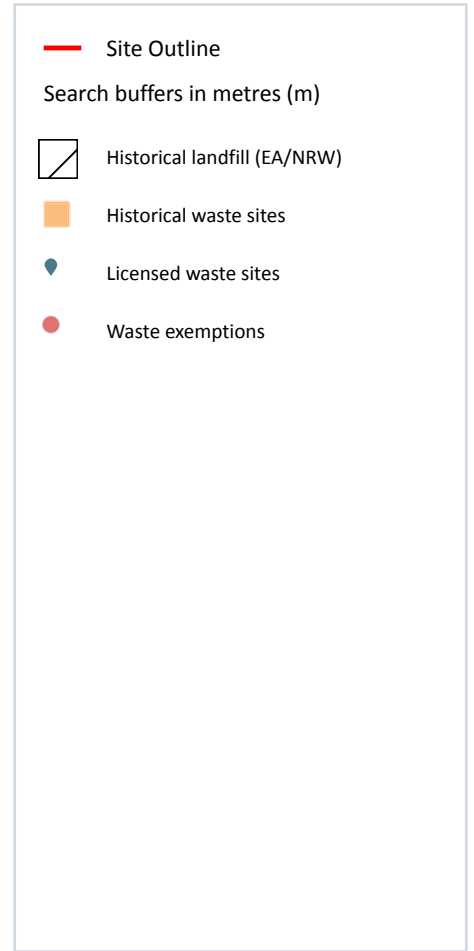 Site Outline
Search buffers in metres (m)
Historical landfill (EA/NRW)
Historical waste sites
Licensed waste sites
Waste exemptions